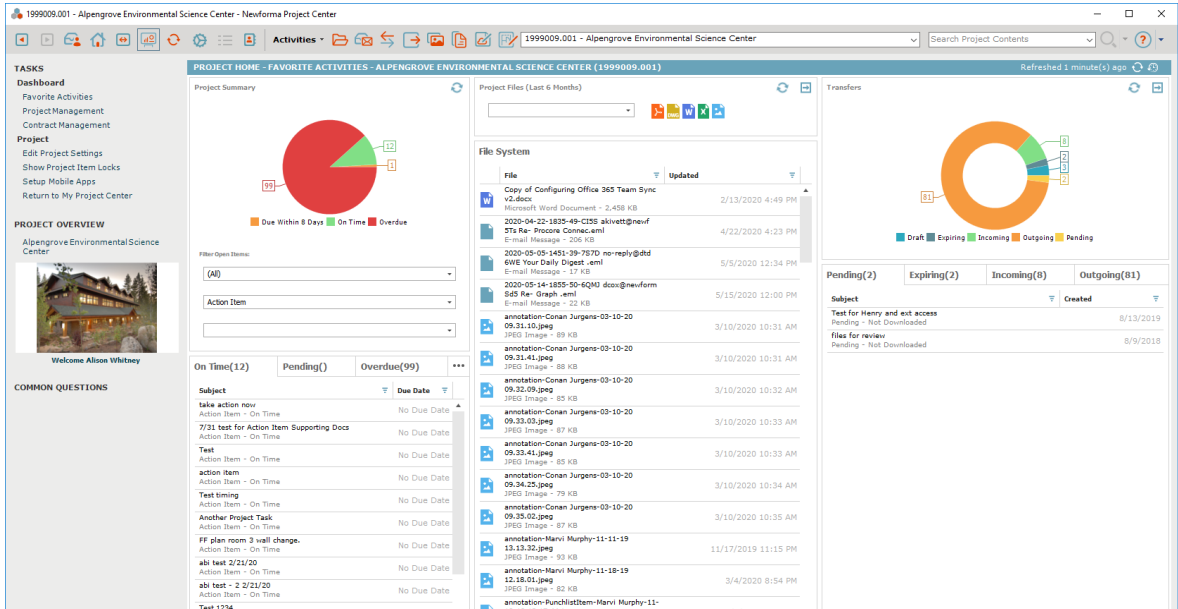 1999009.001 - Alpengrove Environmental Science Center - Newforma Project Center
Activities
1999009.001 - Alpengrove Environmental Science Center
Search Project Contents
TASKS
Dashboard
Favorite Activities
Project Management
Contract Management
Project
Edit Project Settings
Show Project Item Locks
Setup Mobile Apps
Return to My Project Center
PROJECT OVERVIEW
Alpengrove Environmental Science
Center
Welcome Alison Whitney
COMMON QUESTIONS
PROJECT HOME - FAVORITE ACTIVITIES - ALPENGROVE ENVIRONMENTAL SCIENCE CENTER (1999009.001)
Refreshed 1 minute(s) ago
Project Summary
12
1
99
Due Within 8 Days On Time Overdue
Filter Open Items:
(All)
Action Item
On Time(12) Pending() Overdue(99)
Subject Due Date
take action now
Action Item - On Time
No Due Date
7/31 test for Action Item Supporting Docs
Action Item - On Time
No Due Date
Test
Action Item - On Time
No Due Date
action item
Action Item - On Time
No Due Date
Test timing
Action Item - On Time
No Due Date
Another Project Task
Action Item - On Time
No Due Date
FF plan room 3 wall change.
Action Item - On Time
No Due Date
abi test 2/21/20
Action Item - On Time
No Due Date
abi test - 2 2/21/20
Action Item - On Time
No Due Date
Test 1234
Project Files (Last 6 Months)
File System
File Updated
Copy of Configuring Office 365 Team Sync
v2.docx
Microsoft Word Document - 2,458 KB
2/13/2020 4:49 PM
2020-04-22-1835-49-CISS akivett@newf
5Ts Re- Procore Connec.eml
E-mail Message - 206 KB
4/22/2020 4:23 PM
2020-05-05-1451-39-7S7D no-reply@dtd
6WE Your Daily Digest .eml
E-mail Message - 17 KB
5/5/2020 12:34 PM
2020-05-14-1855-50-6QMJ dcox@newform
Sd5 Re- Graph .eml
E-mail Message - 22 KB
5/15/2020 12:00 PM
annotation-Conan Jurgens-03-10-20
09.31.10.jpeg
JPEG Image - 89 KB
3/10/2020 10:31 AM
annotation-Conan Jurgens-03-10-20
09.31.41.jpeg
JPEG Image - 88 KB
3/10/2020 10:31 AM
annotation-Conan Jurgens-03-10-20
09.32.09.jpeg
JPEG Image - 85 KB
3/10/2020 10:32 AM
annotation-Conan Jurgens-03-10-20
09.33.03.jpeg
JPEG Image - 87 KB
3/10/2020 10:33 AM
annotation-Conan Jurgens-03-10-20
09.33.41.jpeg
JPEG Image - 85 KB
3/10/2020 10:33 AM
annotation-Conan Jurgens-03-10-20
09.34.25.jpeg
JPEG Image - 79 KB
3/10/2020 10:34 AM
annotation-Conan Jurgens-03-10-20
09.35.02.jpeg
JPEG Image - 87 KB
3/10/2020 10:35 AM
annotation-Marvi Murphy-11-11-19
13.13.32.jpeg
JPEG Image - 93 KB
11/17/2019 11:15 PM
annotation-Marvi Murphy-11-18-19
12.18.01.jpeg
JPEG Image - 82 KB
3/4/2020 8:54 PM
annotation-PunchlistItem-Marvi Murphy-11-
Transfers
8
2
3
2
81
Draft Expiring Incoming Outgoing Pending
Pending(2) Expiring(2) Incoming(8) Outgoing(81)
Subject Created
Test for Henry and ext access
Pending - Not Downloaded
8/13/2019
files for review
Pending - Not Downloaded
8/9/2018